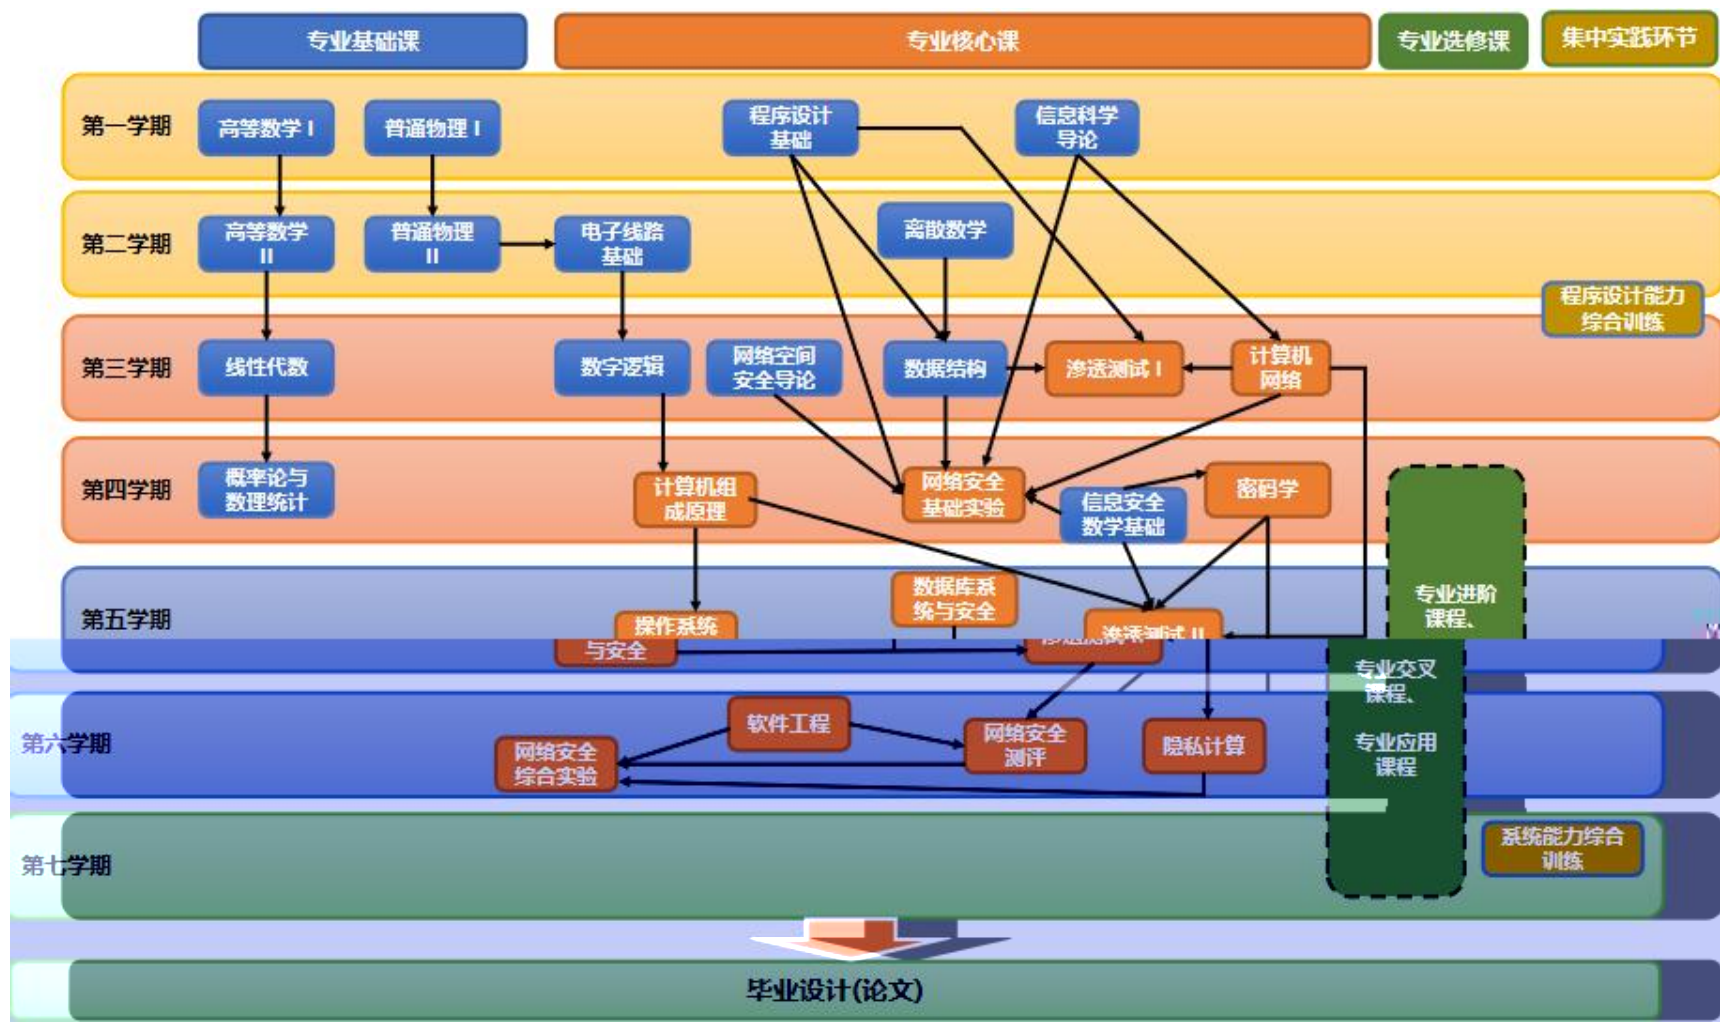 专业基础课
专业核心课
专业选修课
集中实践环节
第一学期
高等数学 I
普通物理 I
程序设计
基础
信息科学
导论
第二学期
高等数学
II
普通物理
II
电子线路
基础
离散数学
程序设计能力
综合训练
第三学期
线性代数
数字逻辑
网络空间
安全导论
数据结构
渗透测试 I
计算机
网络
第四学期
概率论与
数理统计
计算机组
成原理
网络安全
基础实验
信息安全
数学基础
密码学
第五学期
操作系统
与安全
数据库系
统与安全
渗透测试 II
专业进阶
课程、
专业交叉
课程、
专业应用
课程
第六学期
网络安全
综合实验
软件工程
网络安全
测评
隐私计算
第七学期
系统能力综合
训练
毕业设计(论文)